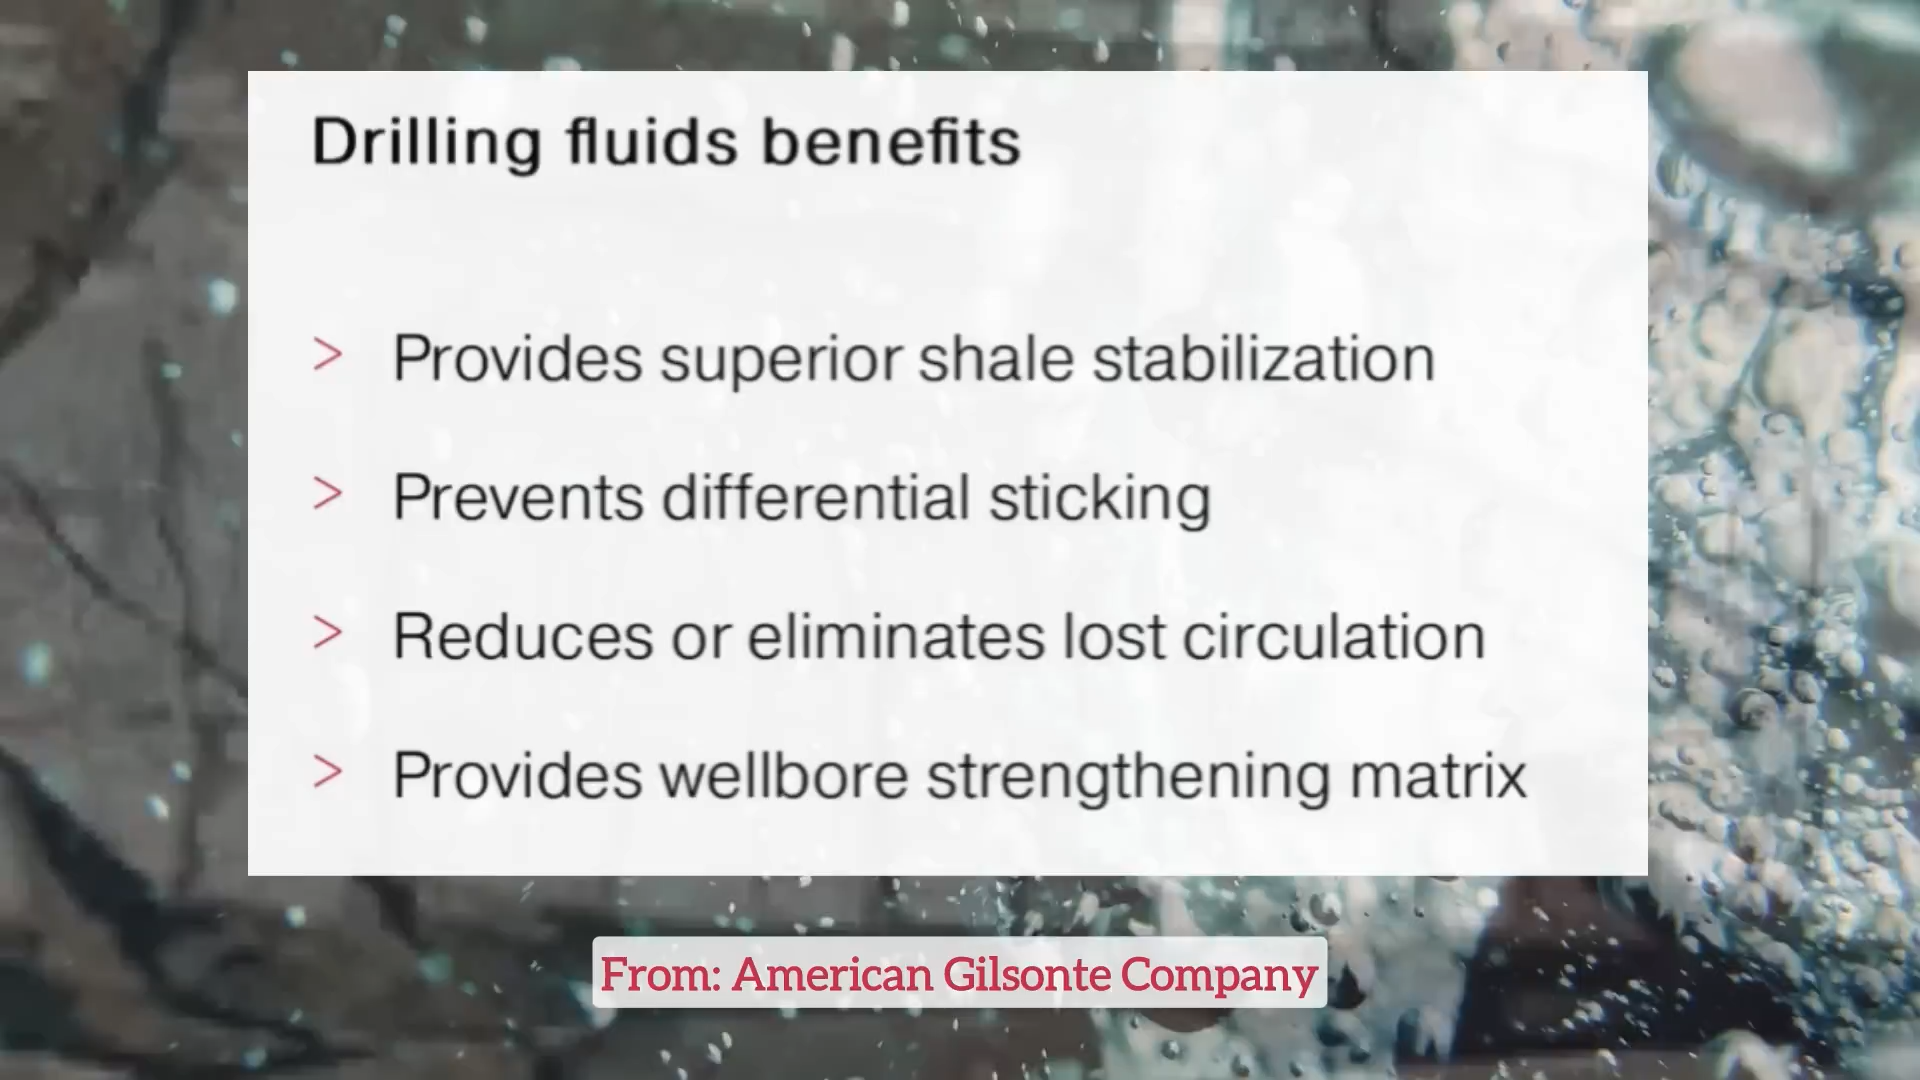 Drilling fluids benefits
> Provides superior shale stabilization
> Prevents differential sticking
> Reduces or eliminates lost circulation
> Provides wellbore strengthening matrix
From: American Gilsonte Company